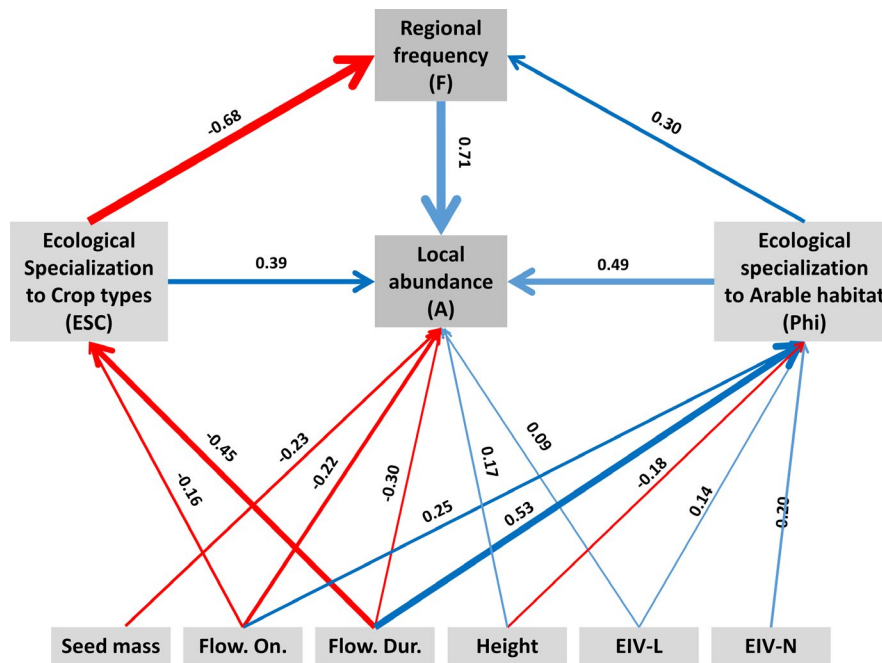 Regional
frequency
(F)
-0.68
0.71
0.30
Ecological
Specialization
to Crop types
(ESC)
0.39
Local
abundance
(A)
0.49
Ecological
specialization
to Arable habitat
(Phi)
-0.45
-0.16
-0.23
-0.22
-0.30
0.17
0.09
0.25
0.53
-0.18
0.14
0.20
Seed mass
Flow. On.
Flow. Dur.
Height
EIV-L
EIV-N